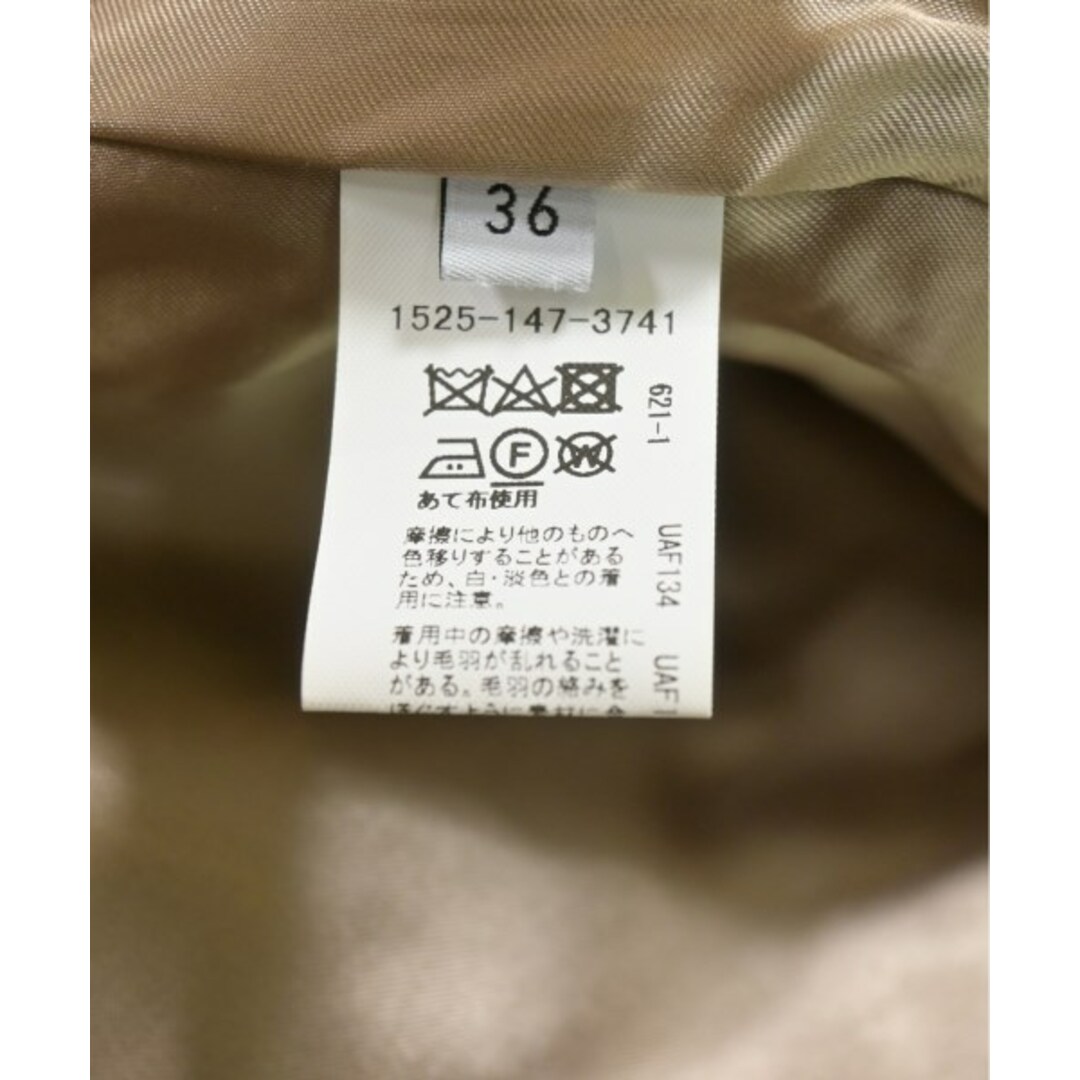 36
1525-147-3741
621-1
F
W
あて布使用
摩擦により他のものへ
色移りすることがある
ため、白・淡色との着
用に注意。
着用中の摩擦や洗濯に
より毛羽が乱れること
がある。毛羽の絡みを
UAF134